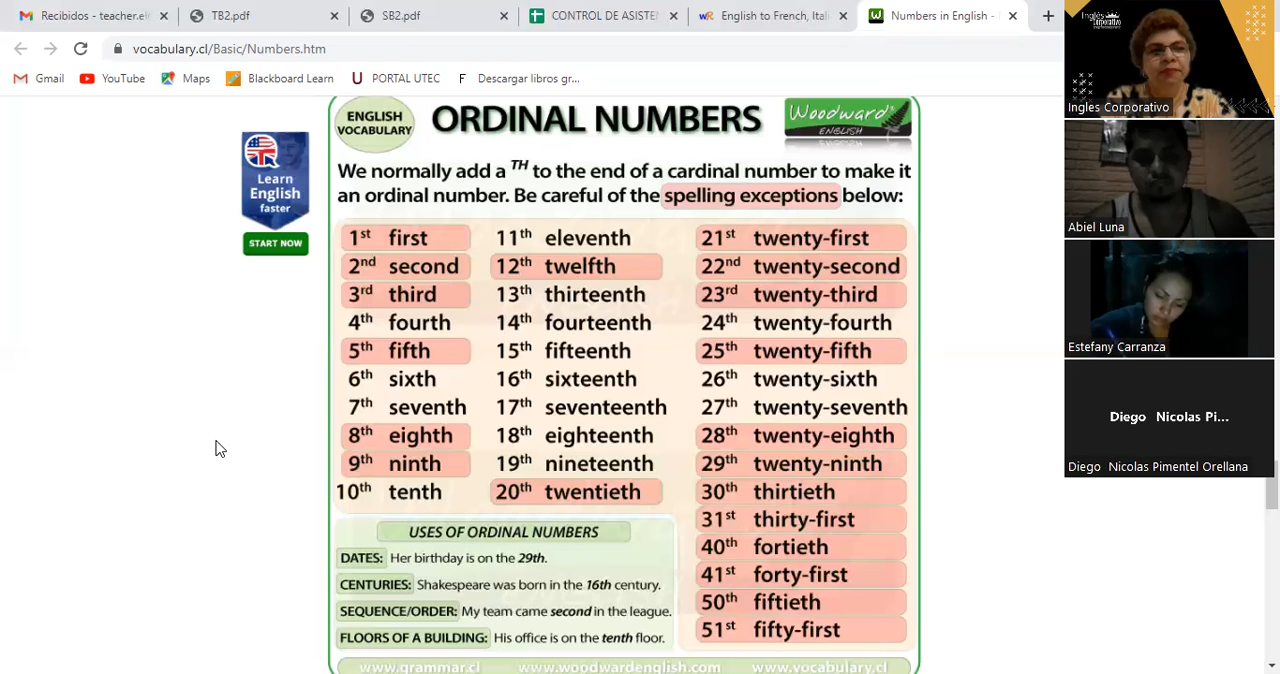 Recibidos - teacher.elr
TB2.pdf
SB2.pdf
CONTROL DE ASISTE
English to French, Ital
Numbers in English -
vocabulary.cl/Basic/Numbers.htm
Gmail
YouTube
Maps
Blackboard Learn
PORTAL UTEC
Descargar libros gr...
ENGLISH
VOCABULARY
ORDINAL NUMBERS
Woodward
ENGLISH
We normally add a TH to the end of a cardinal number to make it
an ordinal number. Be careful of the spelling exceptions below:
Learn
English
faster
START NOW
1st first
2nd second
3rd third
4th fourth
5th fifth
6th sixth
7th seventh
8th eighth
9th ninth
10th tenth
11th eleventh
12th twelfth
13th thirteenth
14th fourteenth
15th fifteenth
16th sixteenth
17th seventeenth
18th eighteenth
19th nineteenth
20th twentieth
21st twenty-first
22nd twenty-second
23rd twenty-third
24th twenty-fourth
25th twenty-fifth
26th twenty-sixth
27th twenty-seventh
28th twenty-eighth
29th twenty-ninth
30th thirtieth
31st thirty-first
40th fortieth
41st forty-first
50th fiftieth
51st fifty-first
USES OF ORDINAL NUMBERS
DATES: Her birthday is on the 29th.
CENTURIES: Shakespeare was born in the 16th century.
SEQUENCE/ORDER: My team came second in the league.
FLOORS OF A BUILDING: His office is on the tenth floor.
www.grammar.cl www.woodwardenglish.com www.vocabulary.cl
Inglés
Corporativo
Ingles Corporativo
Abiel Luna
Estefany Carranza
Diego Nicolas Pi...
Diego Nicolas Pimentel Orellana